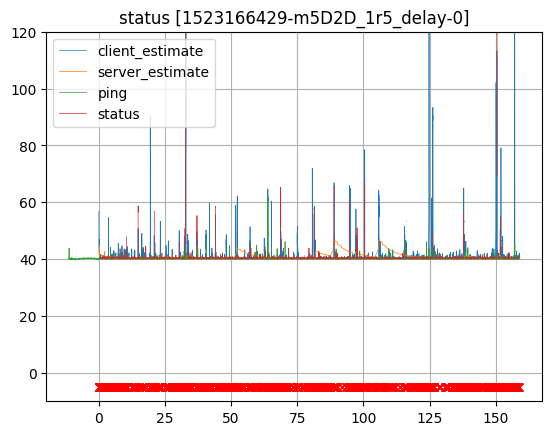 status [1523166429-m5D2D_1r5_delay-0]
client_estimate
server_estimate
ping
status
120
100
80
60
40
20
0
0
25
50
75
100
125
150